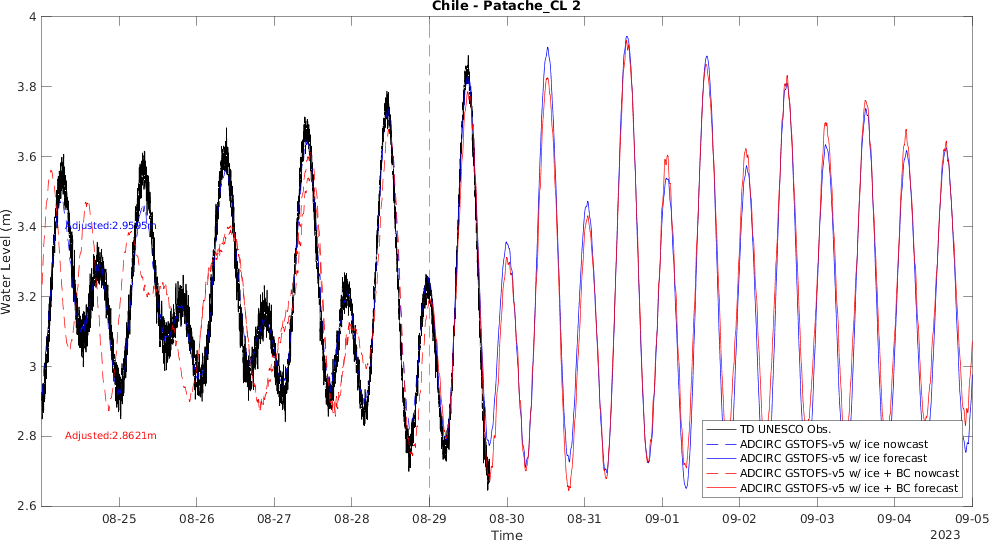 Chile - Patache_CL 2
4
3.8
3.6
3.4
3.2
3
2.8
2.6
Water Level (m)
Adjusted:2.9595m
Adjusted:2.8621m
TD UNESCO Obs.
ADCIRC GSTOFS-v5 w/ ice nowcast
ADCIRC GSTOFS-v5 w/ ice forecast
ADCIRC GSTOFS-v5 w/ ice + BC nowcast
ADCIRC GSTOFS-v5 w/ ice + BC forecast
08-25 08-26 08-27 08-28 08-29 08-30 08-31 09-01 09-02 09-03 09-04 09-05
Time
2023